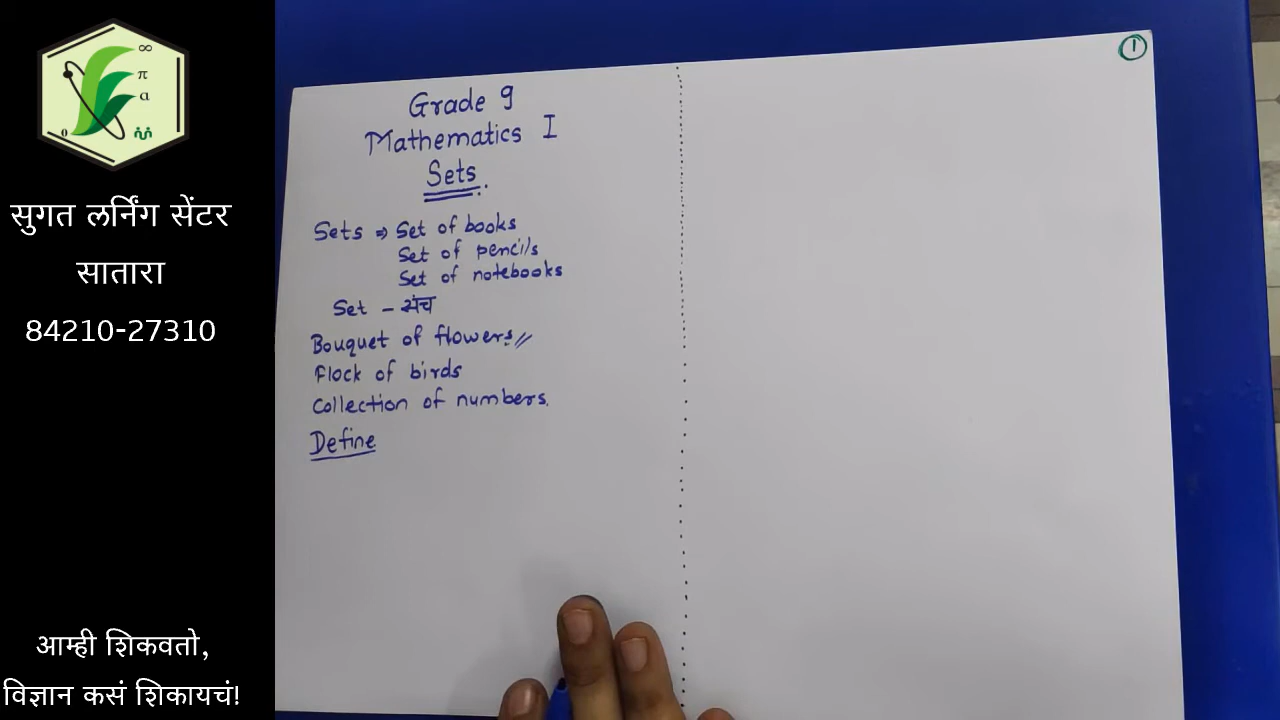 ∞
π
a
सुगत लर्निंग सेंटर
सातारा
84210-27310
आम्ही शिकवतो,
विज्ञान कसं शिकायचं!
1
Grade 9
Mathematics I
Sets.
Sets ⇒ Set of books
Set of pencils
Set of notebooks
Set - संच
Bouquet of flowers
Flock of birds
Collection of numbers.
Define